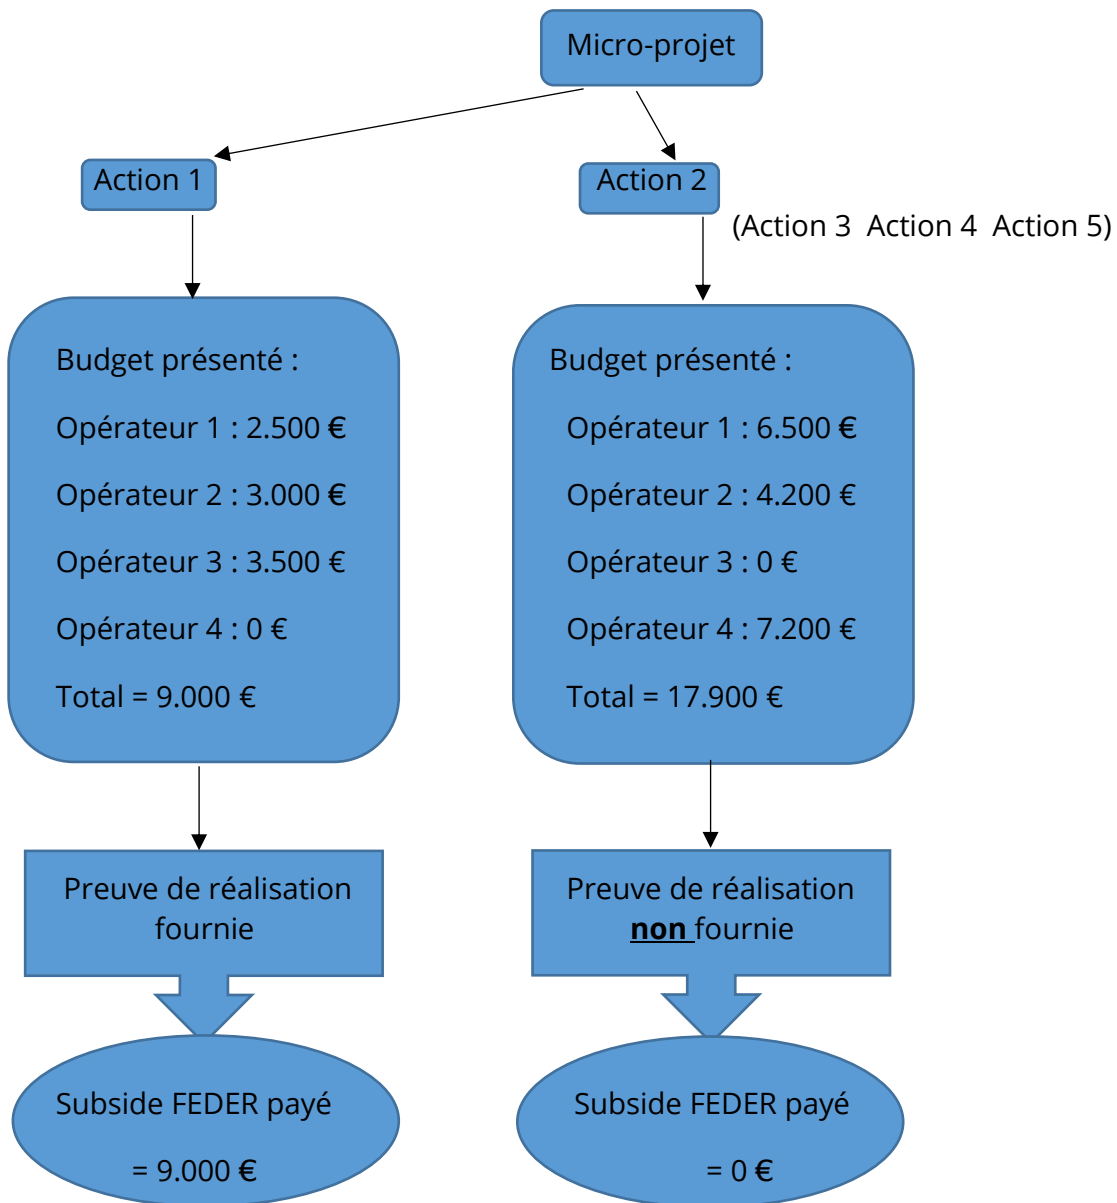 Micro-projet
Action 1
Action 2
(Action 3  Action 4  Action 5)
Budget présenté :
Opérateur 1 : 2.500 €
Opérateur 2 : 3.000 €
Opérateur 3 : 3.500 €
Opérateur 4 : 0 €
Total = 9.000 €
Budget présenté :
Opérateur 1 : 6.500 €
Opérateur 2 : 4.200 €
Opérateur 3 : 0 €
Opérateur 4 : 7.200 €
Total = 17.900 €
Preuve de réalisation
fournie
Preuve de réalisation
non fournie
Subside FEDER payé
= 9.000 €
Subside FEDER payé
= 0 €